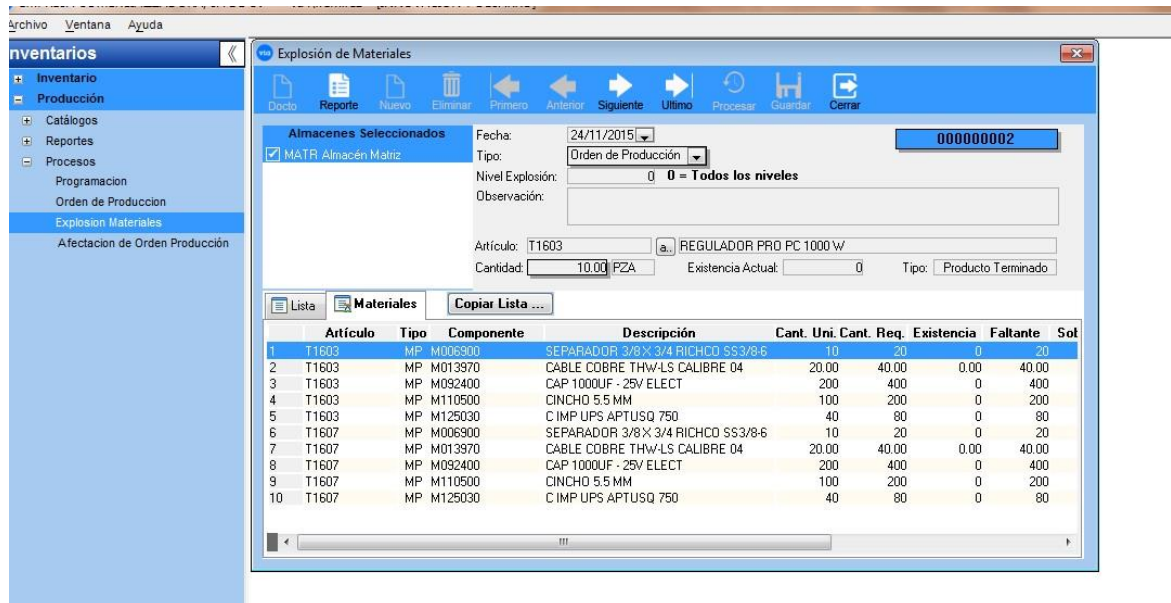 Archivo Ventana Ayuda
Inventarios
Inventario
Producción
Catálogos
Reportes
Procesos
Programacion
Orden de Produccion
Explosion Materiales
Afectacion de Orden Producción
Explosión de Materiales
Docto Reporte Nuevo Eliminar Primero Anterior Siguiente Ultimo Procesar Guardar Cerrar
Almacenes Seleccionados
MATR Almacén Matriz
Fecha: 24/11/2015
000000002
Tipo: Orden de Producción
Nivel Explosión: 0 0 = Todos los niveles
Observación:
Artículo: T1603 a.. REGULADOR PRO PC 1000 W
Cantidad: 10.00 PZA Existencia Actual: 0 Tipo: Producto Terminado
Lista Materiales Copiar Lista ...
Artículo Tipo Componente Descripción Cant. Uni. Cant. Req. Existencia Faltante Sol
1 T1603 MP M006900 SEPARADOR 3/8 X 3/4 RICHCO SS3/8-6 10 20 0 20
2 T1603 MP M013970 CABLE COBRE THW-LS CALIBRE 04 20.00 40.00 0.00 40.00
3 T1603 MP M092400 CAP 1000UF - 25V ELECT 200 400 0 400
4 T1603 MP M110500 CINCHO 5.5 MM 100 200 0 200
5 T1603 MP M125030 C IMP UPS APTUSQ 750 40 80 0 80
6 T1607 MP M006900 SEPARADOR 3/8 X 3/4 RICHCO SS3/8-6 10 20 0 20
7 T1607 MP M013970 CABLE COBRE THW-LS CALIBRE 04 20.00 40.00 0.00 40.00
8 T1607 MP M092400 CAP 1000UF - 25V ELECT 200 400 0 400
9 T1607 MP M110500 CINCHO 5.5 MM 100 200 0 200
10 T1607 MP M125030 C IMP UPS APTUSQ 750 40 80 0 80